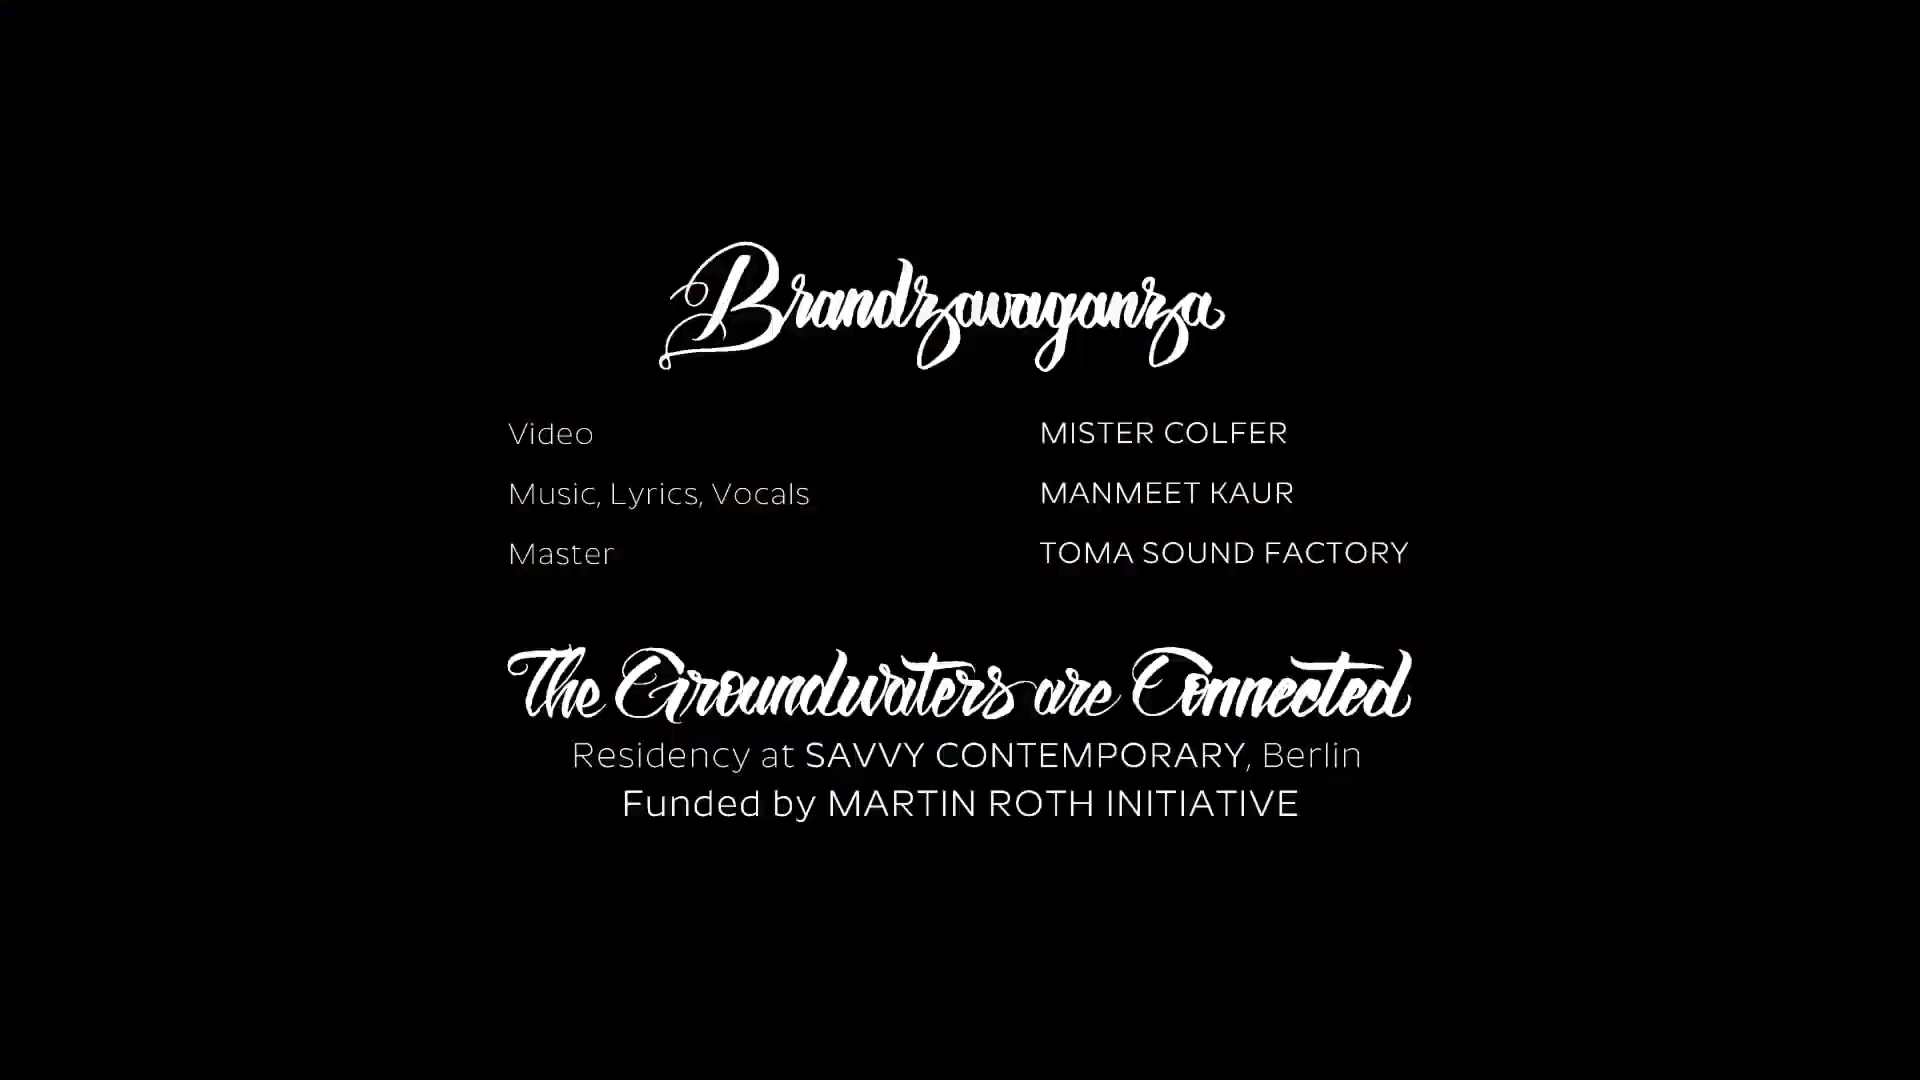 Brandzavaganza
Video MISTER COLFER
Music, Lyrics, Vocals MANMEET KAUR
Master TOMA SOUND FACTORY
The Groundwaters are Connected
Residency at SAVVY CONTEMPORARY, Berlin
Funded by MARTIN ROTH INITIATIVE